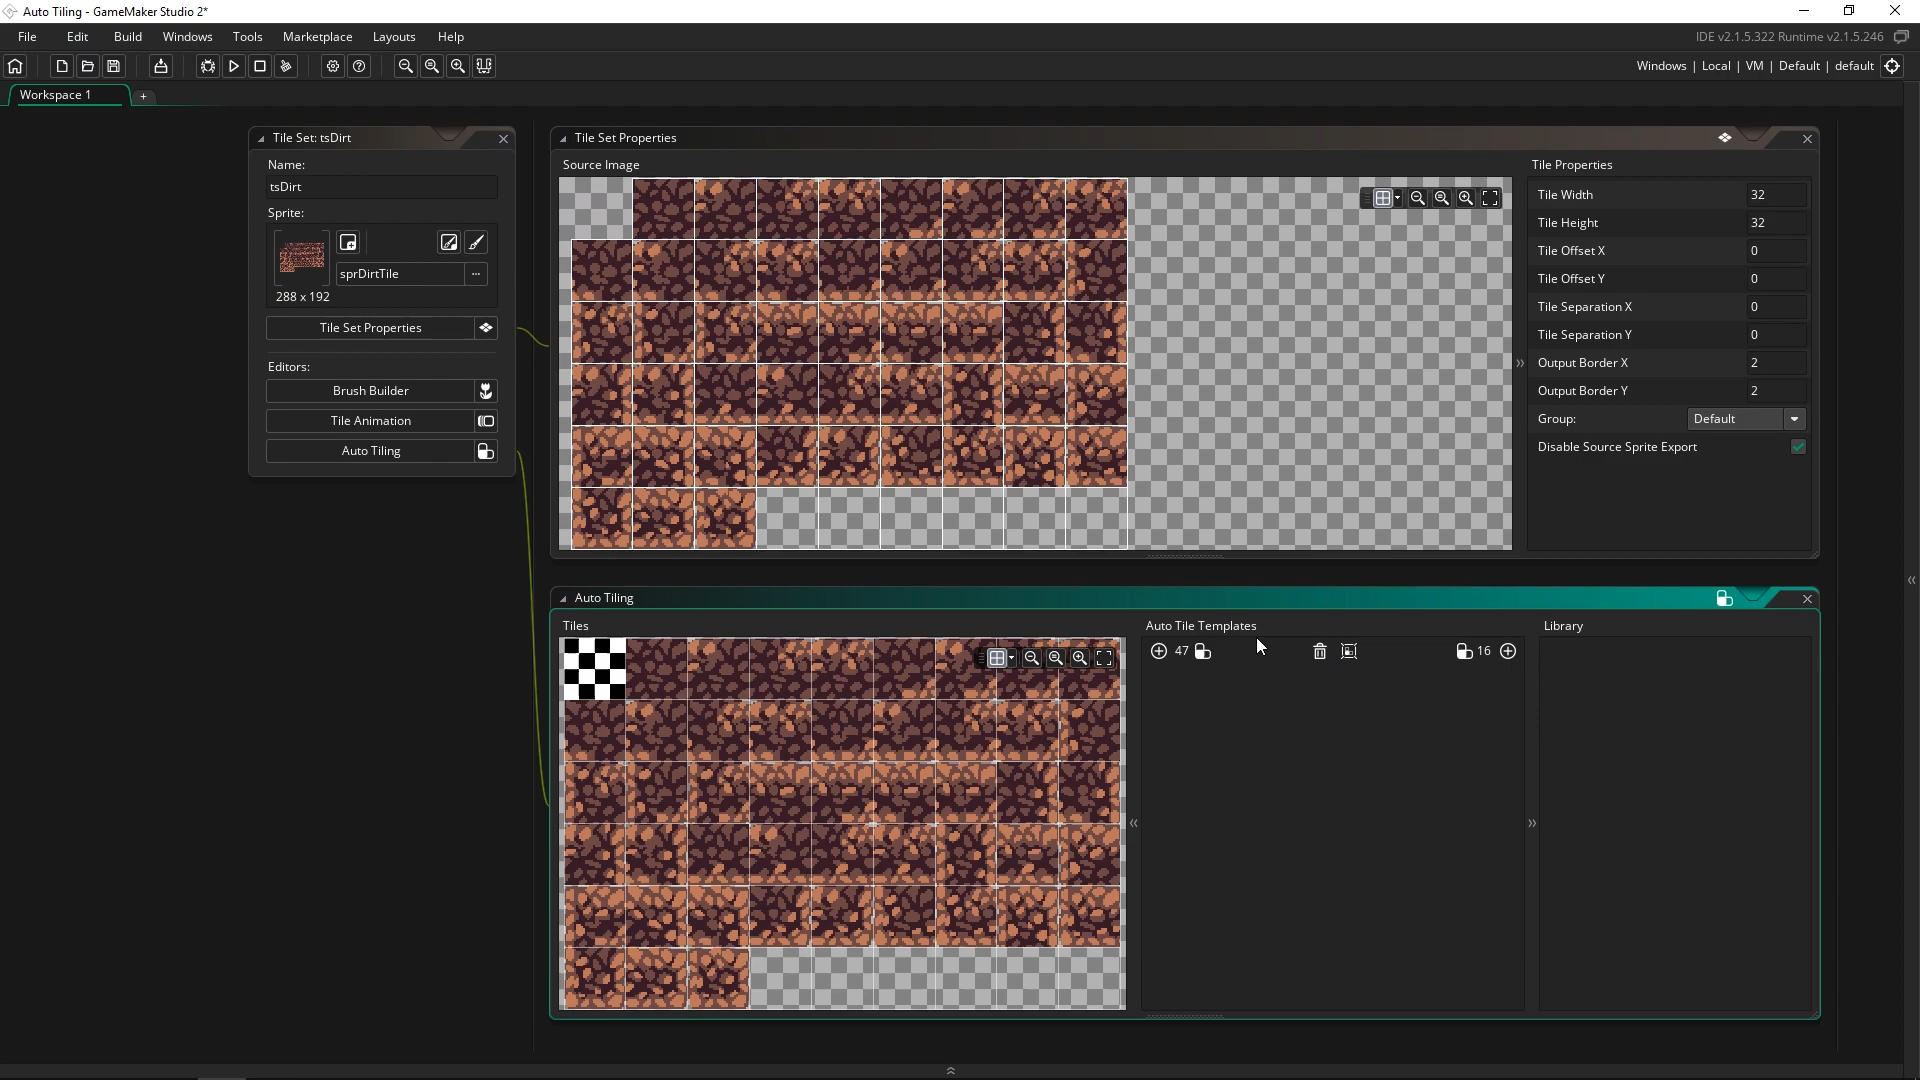 Auto Tiling - GameMaker Studio 2*
File Edit Build Windows Tools Marketplace Layouts Help
IDE v2.1.5.322 Runtime v2.1.5.246
Windows | Local | VM | Default | default
Workspace 1 +
Tile Set: tsDirt
Name:
tsDirt
Sprite:
sprDirtTile ...
288 x 192
Tile Set Properties
Editors:
Brush Builder
Tile Animation
Auto Tiling
Tile Set Properties
Source Image
Tile Properties
Tile Width 32
Tile Height 32
Tile Offset X 0
Tile Offset Y 0
Tile Separation X 0
Tile Separation Y 0
Output Border X 2
Output Border Y 2
Group: Default
Disable Source Sprite Export
Auto Tiling
Tiles
Auto Tile Templates
47
16
Library